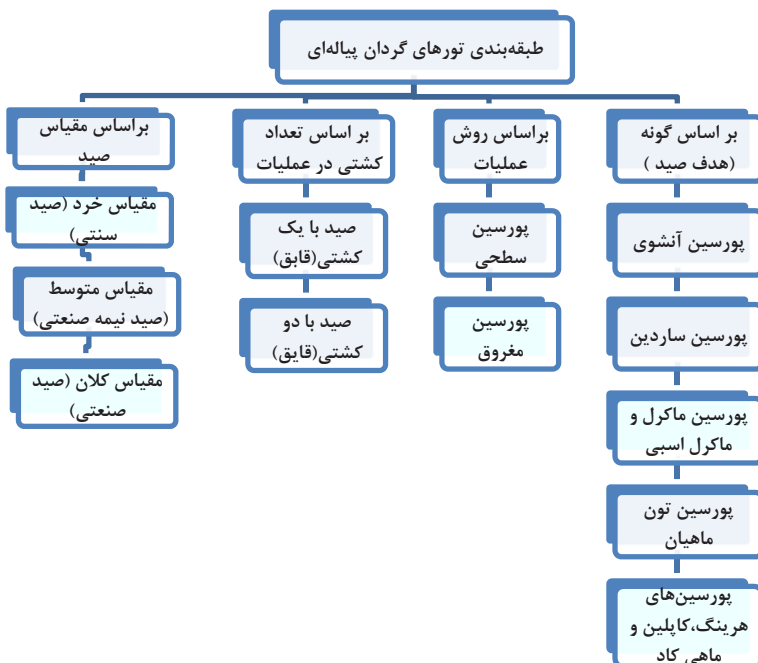 طبقه‌بندی تورهای گردان پیاله‌ای
بر اساس گونه
(هدف صید )
پورسین آنشوی
پورسین ساردین
پورسین ماکرل و
ماکرل اسبی
پورسین تون
ماهیان
پورسین‌های
هرینگ،کاپلین و
ماهی کاد
براساس روش
عملیات
پورسین
سطحی
پورسین
مغروق
بر اساس تعداد
کشتی در عملیات
صید با یک
کشتی(قابق)
صید با دو
کشتی(قایق)
براساس مقیاس
صید
مقیاس خرد (صید
سنتی)
مقیاس متوسط
(صید نیمه صنعتی)
مقیاس کلان (صید
صنعتی)